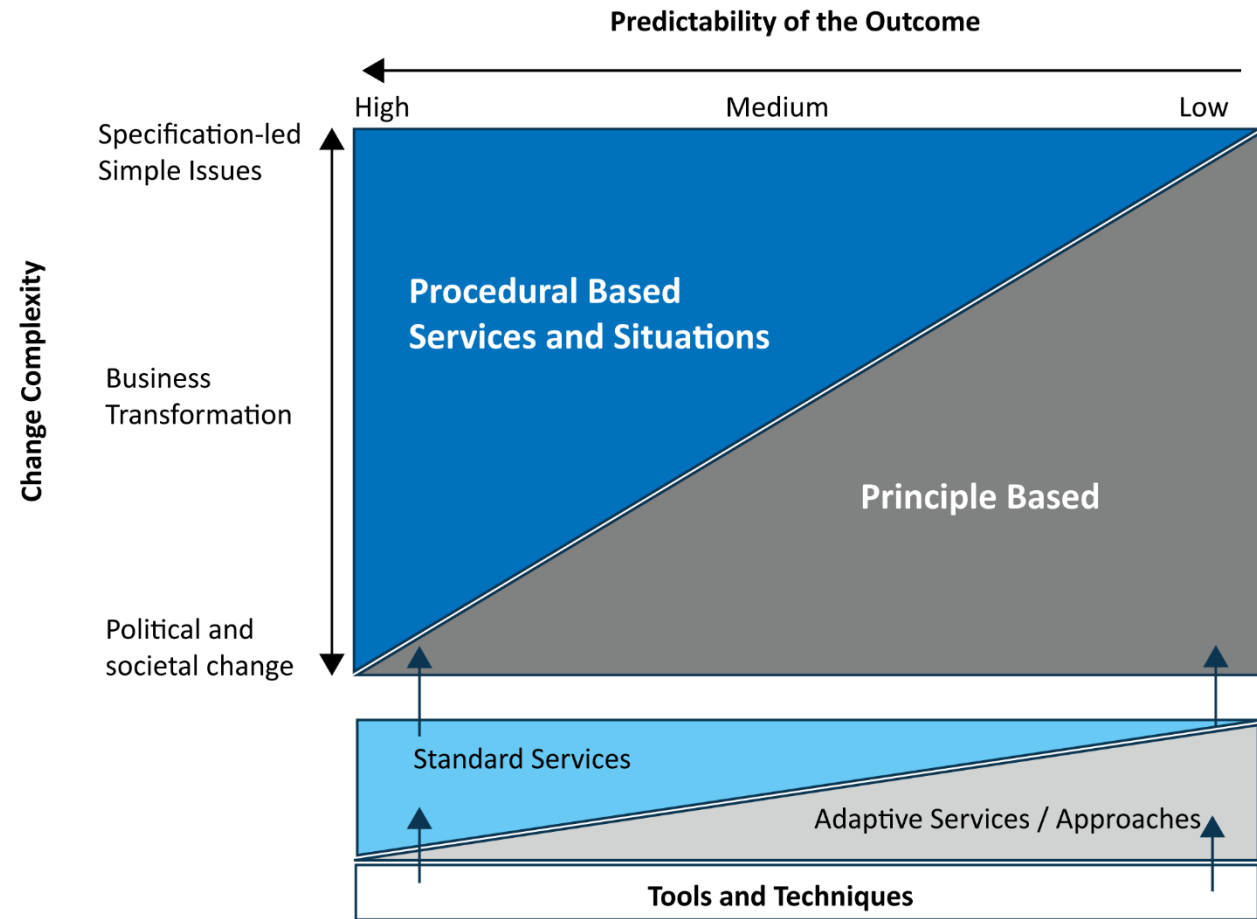 Predictability of the Outcome
High
Medium
Low
Specification-led
Simple Issues
Change Complexity
Procedural Based
Services and Situations
Business
Transformation
Principle Based
Political and
societal change
Standard Services
Adaptive Services / Approaches
Tools and Techniques